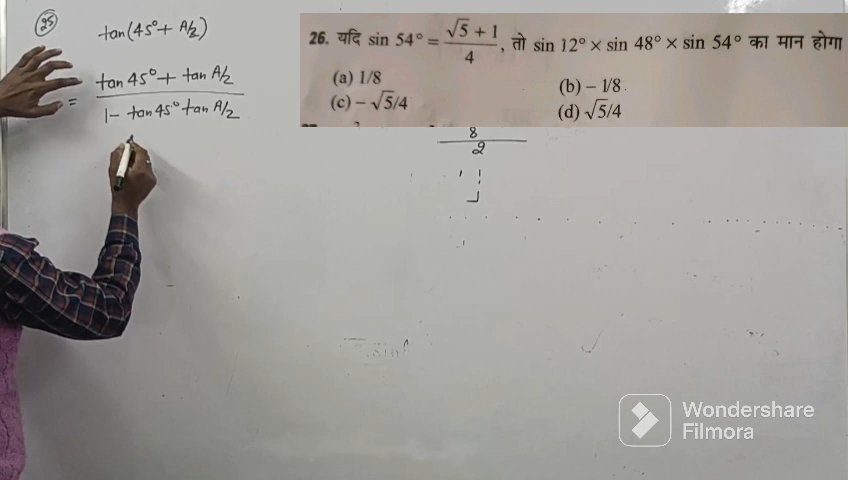 25
tan(45°+ A/2)
= tan 45° + tan A/2
1 - tan 45° tan A/2
26. यदि sin 54° = √5 + 1 / 4, तो sin 12° × sin 48° × sin 54° का मान होगा
(a) 1/8
(b) – 1/8
(c) – √5/4
(d) √5/4
8
2
Wondershare
Filmora